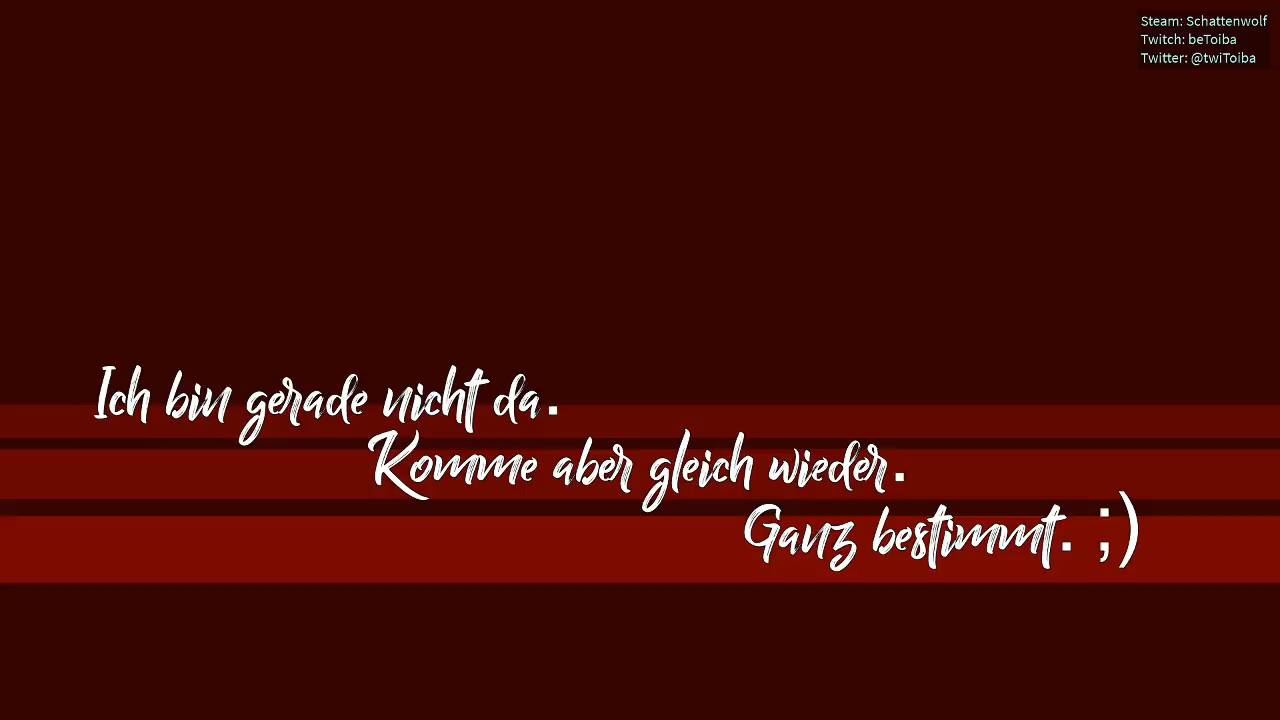 Steam: Schattenwolf
Twitch: beToiba
Twitter: @twiToiba
Ich bin gerade nicht da.
Komme aber gleich wieder.
Ganz bestimmt. ;)